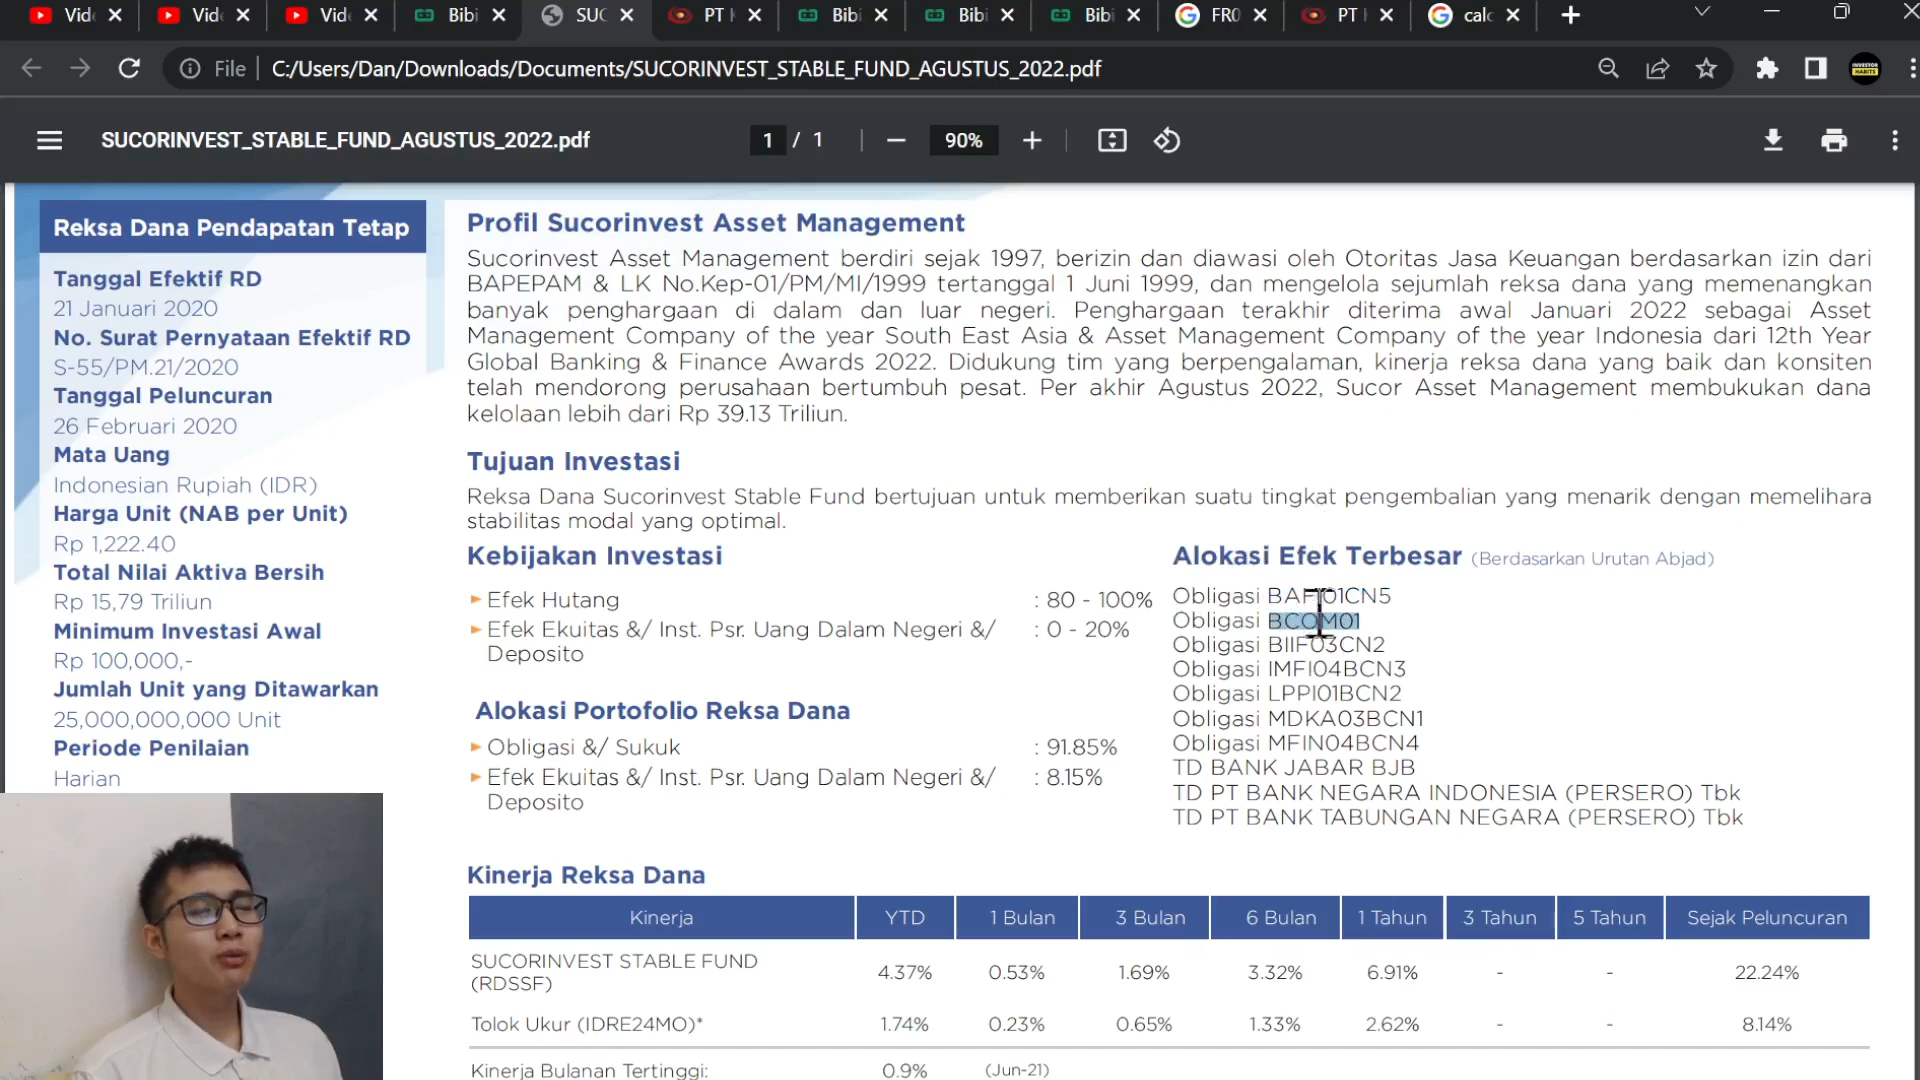 Vid
Vid
Vid
Bibi
SUC
PT
Bibi
Bibi
Bibi
FR0
PT
calc
File
C:/Users/Dan/Downloads/Documents/SUCORINVEST_STABLE_FUND_AGUSTUS_2022.pdf
INVESTOR
HABITS
SUCORINVEST_STABLE_FUND_AGUSTUS_2022.pdf
1 / 1
90%
Reksa Dana Pendapatan Tetap
Tanggal Efektif RD
21 Januari 2020
No. Surat Pernyataan Efektif RD
S-55/PM.21/2020
Tanggal Peluncuran
26 Februari 2020
Mata Uang
Indonesian Rupiah (IDR)
Harga Unit (NAB per Unit)
Rp 1,222.40
Total Nilai Aktiva Bersih
Rp 15,79 Triliun
Minimum Investasi Awal
Rp 100,000,-
Jumlah Unit yang Ditawarkan
25,000,000,000 Unit
Periode Penilaian
Harian
Profil Sucorinvest Asset Management
Sucorinvest Asset Management berdiri sejak 1997, berizin dan diawasi oleh Otoritas Jasa Keuangan berdasarkan izin dari
BAPEPAM & LK No.Kep-01/PM/MI/1999 tertanggal 1 Juni 1999, dan mengelola sejumlah reksa dana yang memenangkan
banyak penghargaan di dalam dan luar negeri. Penghargaan terakhir diterima awal Januari 2022 sebagai Asset
Management Company of the year South East Asia & Asset Management Company of the year Indonesia dari 12th Year
Global Banking & Finance Awards 2022. Didukung tim yang berpengalaman, kinerja reksa dana yang baik dan konsiten
telah mendorong perusahaan bertumbuh pesat. Per akhir Agustus 2022, Sucor Asset Management membukukan dana
kelolaan lebih dari Rp 39.13 Triliun.
Tujuan Investasi
Reksa Dana Sucorinvest Stable Fund bertujuan untuk memberikan suatu tingkat pengembalian yang menarik dengan memelihara
stabilitas modal yang optimal.
Kebijakan Investasi
Efek Hutang : 80 - 100%
Efek Ekuitas &/ Inst. Psr. Uang Dalam Negeri &/ : 0 - 20%
Deposito
Alokasi Portofolio Reksa Dana
Obligasi &/ Sukuk : 91.85%
Efek Ekuitas &/ Inst. Psr. Uang Dalam Negeri &/ : 8.15%
Deposito
Alokasi Efek Terbesar (Berdasarkan Urutan Abjad)
Obligasi BAFI01CN5
Obligasi BCOM01
Obligasi BIIF03CN2
Obligasi IMFI04BCN3
Obligasi LPPI01BCN2
Obligasi MDKA03BCN1
Obligasi MFIN04BCN4
TD BANK JABAR BJB
TD PT BANK NEGARA INDONESIA (PERSERO) Tbk
TD PT BANK TABUNGAN NEGARA (PERSERO) Tbk
Kinerja Reksa Dana
Kinerja YTD 1 Bulan 3 Bulan 6 Bulan 1 Tahun 3 Tahun 5 Tahun Sejak Peluncuran
SUCORINVEST STABLE FUND
(RDSSF) 4.37% 0.53% 1.69% 3.32% 6.91% - - 22.24%
Tolok Ukur (IDRE24MO)* 1.74% 0.23% 0.65% 1.33% 2.62% - - 8.14%
Kinerja Bulanan Tertinggi: 0.9% (Jun-21)